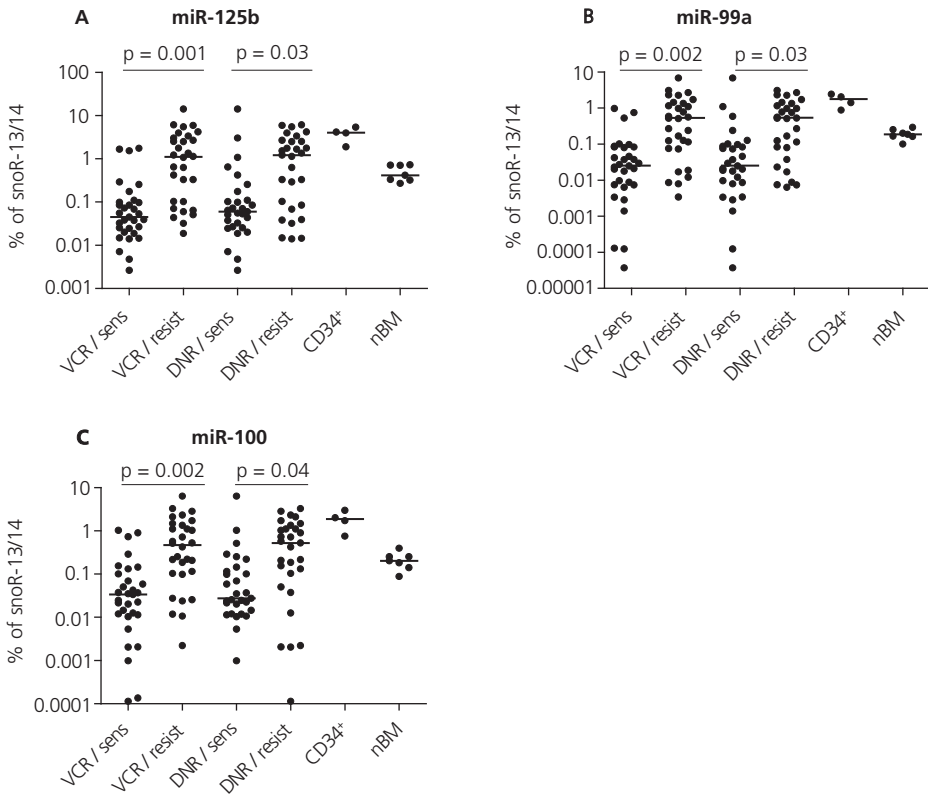 A miR-125b
p = 0.001 p = 0.03
100
10
1
0.1
0.01
0.001
% of snoR-13/14
VCR / sens
VCR / resist
DNR / sens
DNR / resist
CD34+
nBM
B miR-99a
p = 0.002 p = 0.03
10
1
0.1
0.01
0.001
0.0001
0.00001
% of snoR-13/14
VCR / sens
VCR / resist
DNR / sens
DNR / resist
CD34+
nBM
C miR-100
p = 0.002 p = 0.04
10
1
0.1
0.01
0.001
0.0001
% of snoR-13/14
VCR / sens
VCR / resist
DNR / sens
DNR / resist
CD34+
nBM